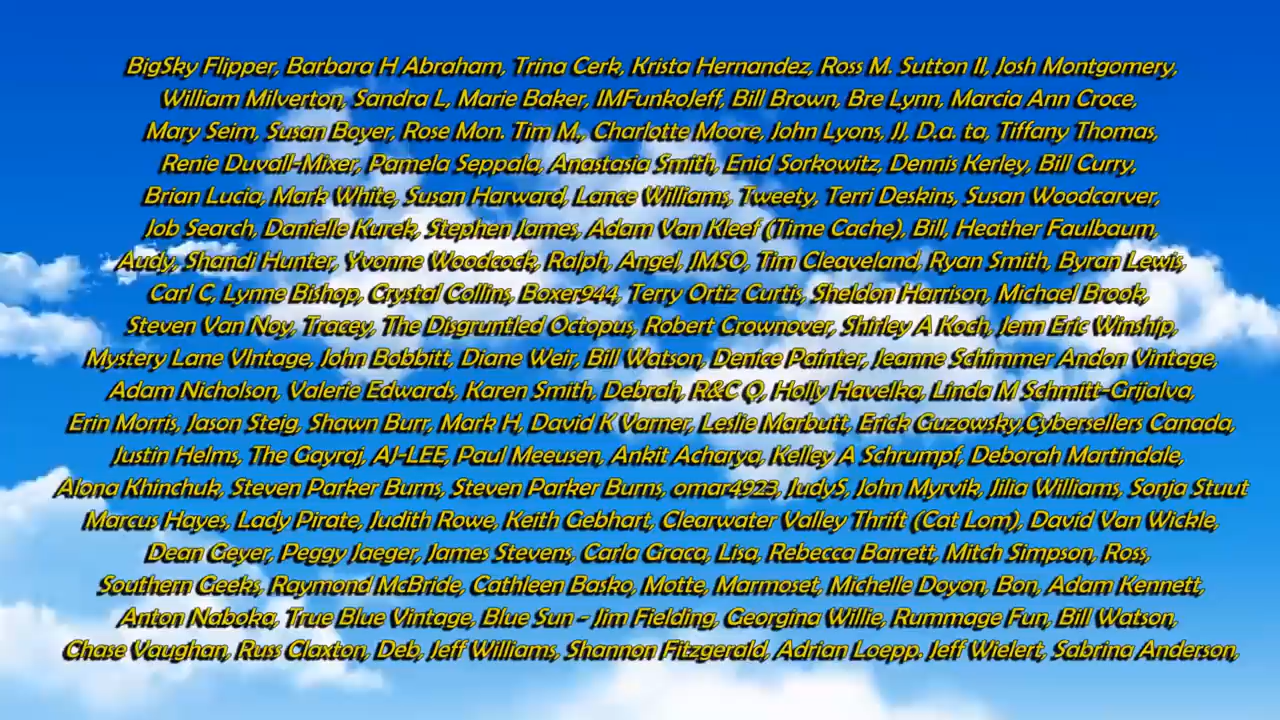 BigSky Flipper, Barbara H Abraham, Trina Cerk, Krista Hernandez, Ross M. Sutton II, Josh Montgomery,
William Milverton, Sandra L, Marie Baker, IMFunkoJeff, Bill Brown, Bre Lynn, Marcia Ann Croce,
Mary Seim, Susan Boyer, Rose Mon. Tim M., Charlotte Moore, John Lyons, JJ, D.a. ta, Tiffany Thomas,
Renie Duvall-Mixer, Pamela Seppala, Anastasia Smith, Enid Sorkowitz, Dennis Kerley, Bill Curry,
Brian Lucia, Mark White, Susan Harward, Lance Williams, Tweety, Terri Deskins, Susan Woodcarver,
Job Search, Danielle Kurek, Stephen James, Adam Van Kleef (Time Cache), Bill, Heather Faulbaum,
Audy, Shandi Hunter, Yvonne Woodcock, Ralph, Angel, JMSO, Tim Cleaveland, Ryan Smith, Byran Lewis,
Carl C, Lynne Bishop, Crystal Collins, Boxer944, Terry Ortiz Curtis, Sheldon Harrison, Michael Brook,
Steven Van Noy, Tracey, The Disgruntled Octopus, Robert Crownover, Shirley A Koch, Jenn Eric Winship,
Mystery Lane VIntage, John Bobbitt, Diane Weir, Bill Watson, Denice Painter, Jeanne Schimmer Andon Vintage,
Adam Nicholson, Valerie Edwards, Karen Smith, Debrah, R&C Q, Holly Havelka, Linda M Schmitt-Grijalva,
Erin Morris, Jason Steig, Shawn Burr, Mark H, David K Varner, Leslie Marbutt, Erick Guzowsky,Cybersellers Canada,
Justin Helms, The Gayraj, AJ-LEE, Paul Meeusen, Ankit Acharya, Kelley A Schrumpf, Deborah Martindale,
Alona Khinchuk, Steven Parker Burns, Steven Parker Burns, omar4923, JudyS, John Myrvik, Jilia Williams, Sonja Stuut
Marcus Hayes, Lady Pirate, Judith Rowe, Keith Gebhart, Clearwater Valley Thrift (Cat Lom), David Van Wickle,
Dean Geyer, Peggy Jaeger, James Stevens, Carla Graca, Lisa, Rebecca Barrett, Mitch Simpson, Ross,
Southern Geeks, Raymond McBride, Cathleen Basko, Motte, Marmoset, Michelle Doyon, Bon, Adam Kennett,
Anton Naboka, True Blue Vintage, Blue Sun - Jim Fielding, Georgina Willie, Rummage Fun, Bill Watson,
Chase Vaughan, Russ Claxton, Deb, Jeff Williams, Shannon Fitzgerald, Adrian Loepp. Jeff Wielert, Sabrina Anderson,